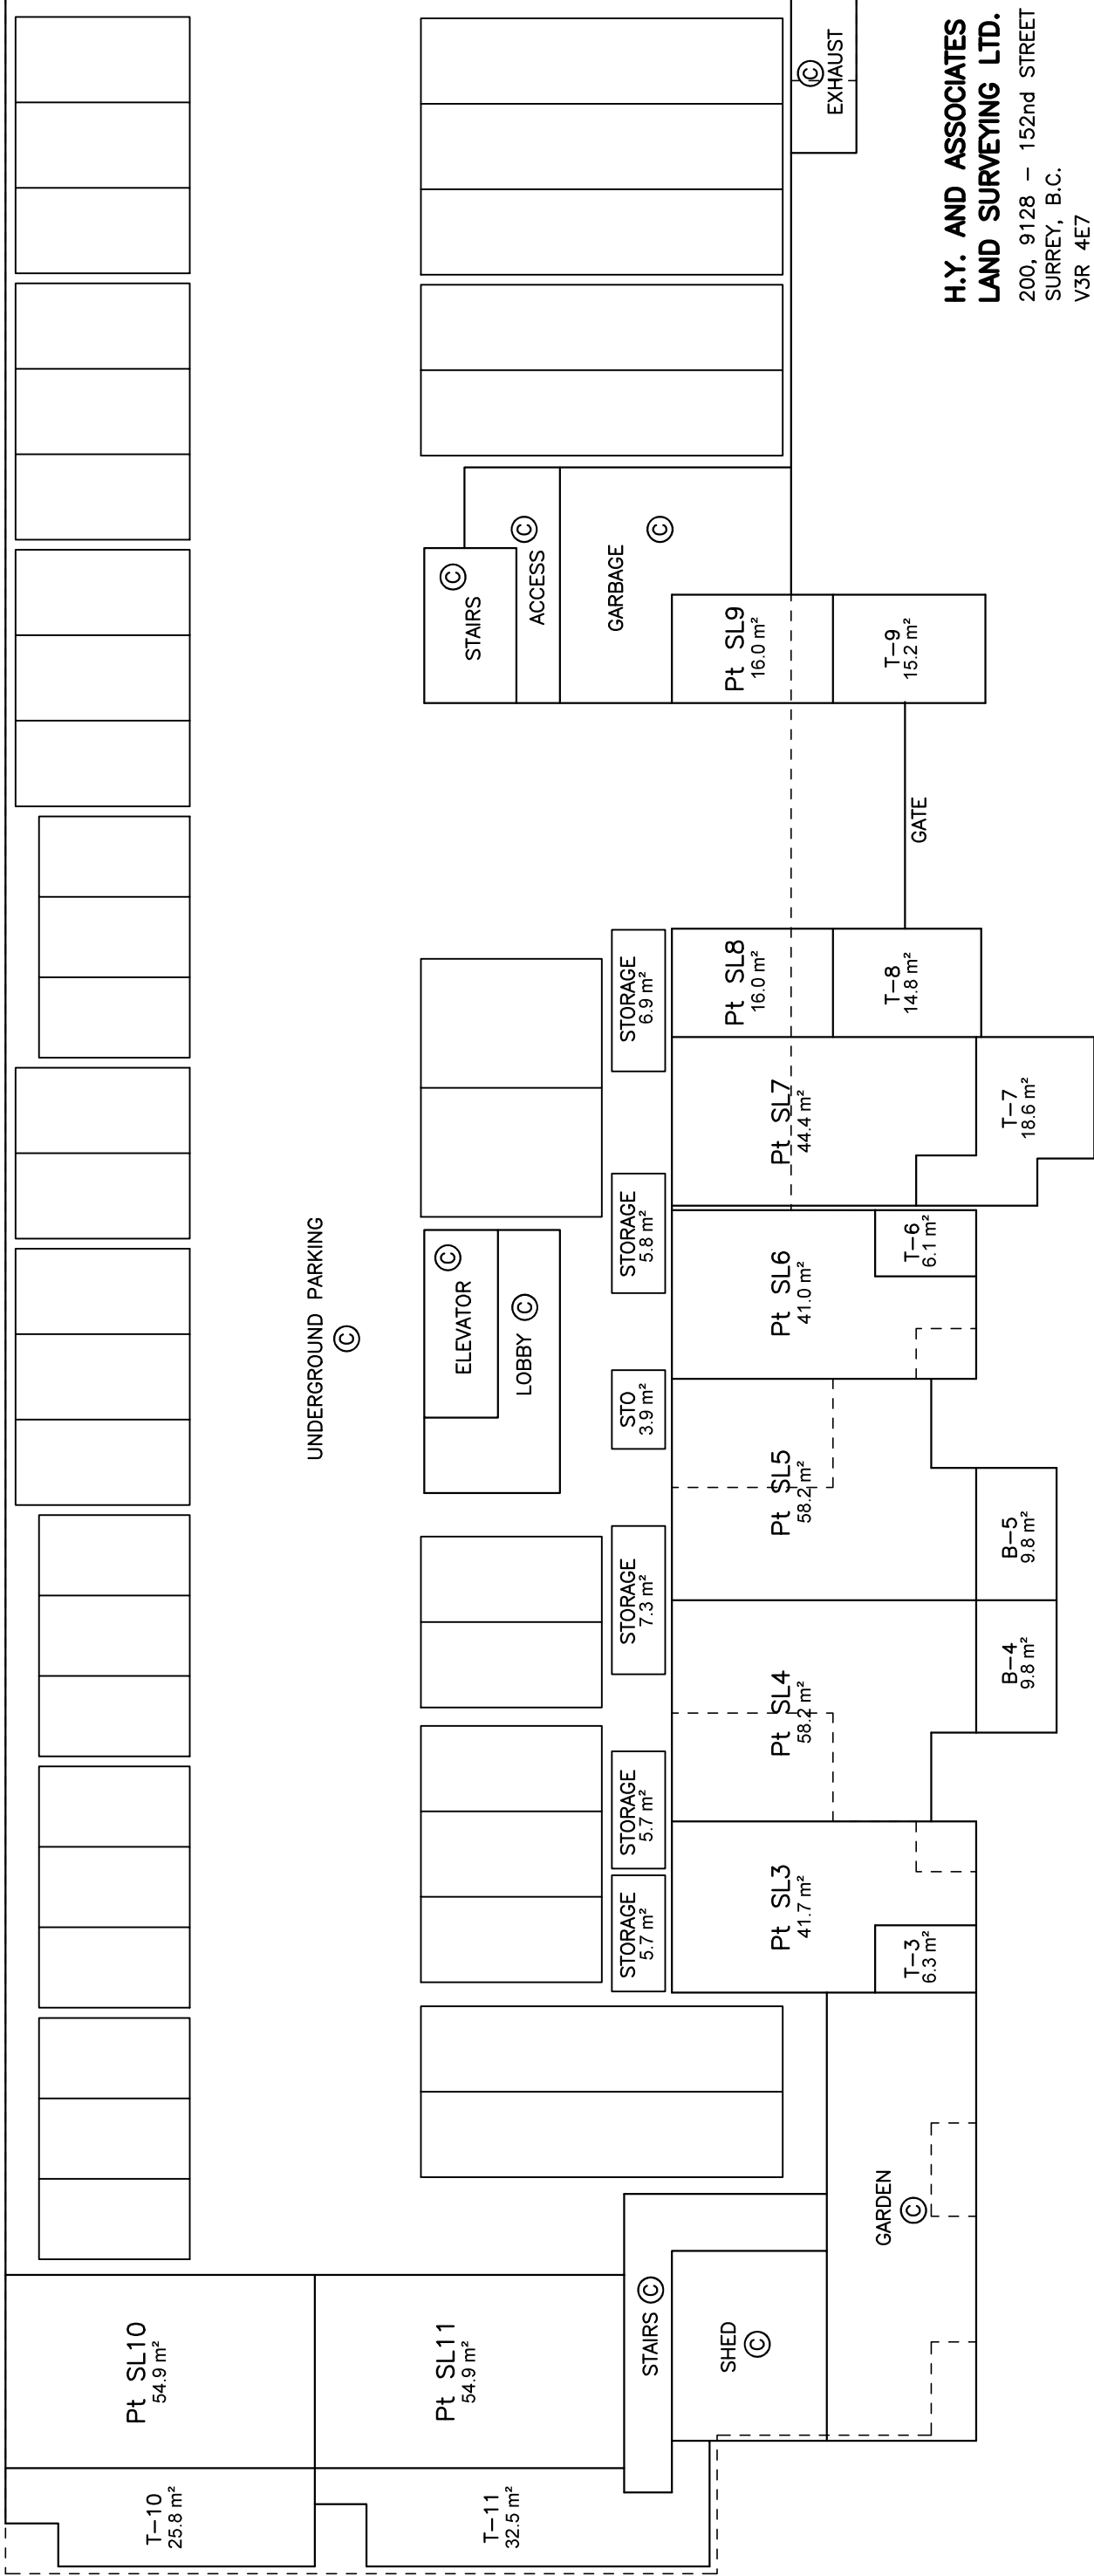 H.Y. AND ASSOCIATES
LAND SURVEYING LTD.
200, 9128 – 152nd STREET
SURREY, B.C.
V3R 4E7
Ⓒ
EXHAUST
STAIRS
Ⓒ
ACCESS
Ⓒ
GARBAGE
Ⓒ
Pt SL9
16.0 m²
T–9
15.2 m²
GATE
STORAGE
6.9 m²
Pt SL8
16.0 m²
T–8
14.8 m²
Pt SL7
44.4 m²
T–7
18.6 m²
UNDERGROUND PARKING
Ⓒ
ELEVATOR
Ⓒ
LOBBY Ⓒ
STORAGE
5.8 m²
Pt SL6
41.0 m²
T–6
6.1 m²
STO
3.9 m²
Pt SL5
58.2 m²
B–5
9.8 m²
STORAGE
7.3 m²
Pt SL4
58.2 m²
B–4
9.8 m²
STORAGE
5.7 m²
STORAGE
5.7 m²
Pt SL3
41.7 m²
T–3
6.3 m²
GARDEN
Ⓒ
Pt SL10
54.9 m²
Pt SL11
54.9 m²
STAIRS Ⓒ
SHED
Ⓒ
T–10
25.8 m²
T–11
32.5 m²